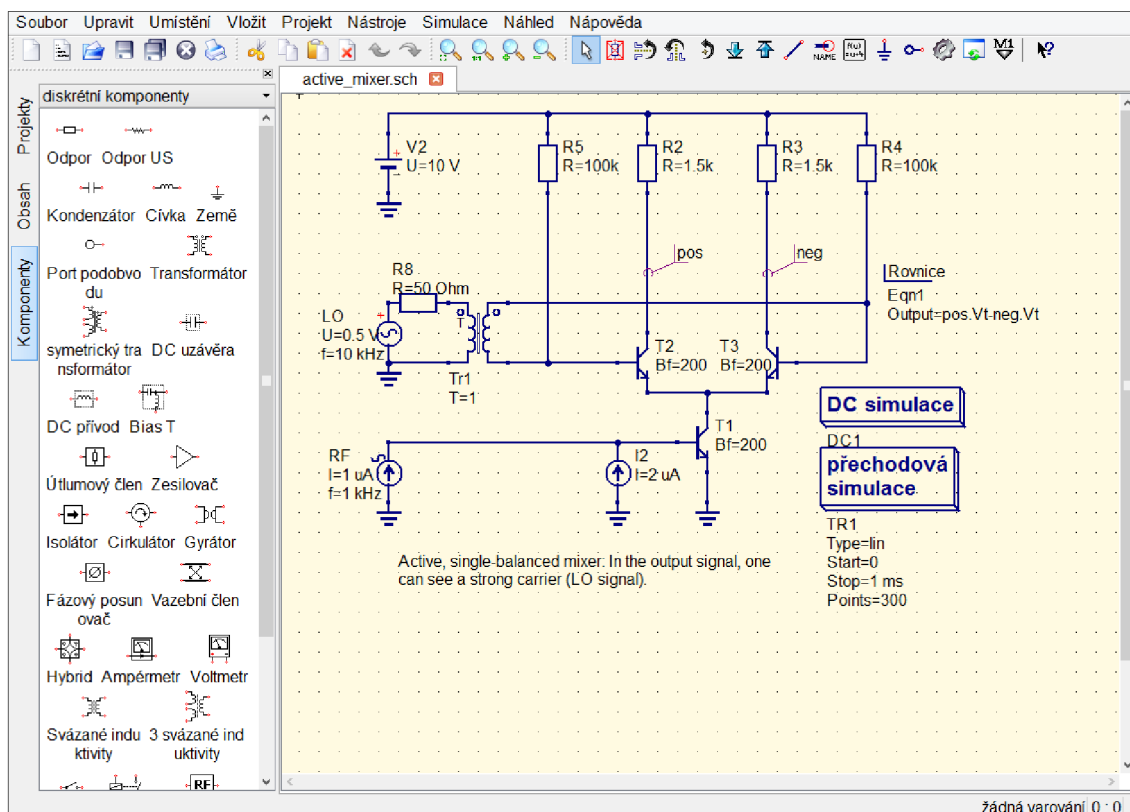 Soubor Upravit Umístění Vložit Projekt Nástroje Simulace Náhled Nápověda
NAME
M1
active_mixer.sch
Projekty
Obsah
Komponenty
diskrétní komponenty
Odpor Odpor US
Kondenzátor Cívka Země
Port podobvo
du
Transformátor
symetrický tra
nsformátor
DC uzávěra
DC přívod Bias T
Útlumový člen Zesilovač
Isolátor Cirkulátor Gyrátor
Fázový posun
ovač
Vazební člen
Hybrid Ampérmetr Voltmetr
Svázané indu
ktivity
3 svázané ind
uktivity
RF
V2
U=10 V
R5
R=100k
R2
R=1.5k
R3
R=1.5k
R4
R=100k
pos
neg
Rovnice
Eqn1
Output=pos.Vt-neg.Vt
R8
R=50 Ohm
LO
U=0.5 V
f=10 kHz
T
Tr1
T=1
T2
Bf=200
T3
Bf=200
T1
Bf=200
RF
I=1 uA
f=1 kHz
I2
I=2 uA
DC simulace
DC1
přechodová
simulace
TR1
Type=lin
Start=0
Stop=1 ms
Points=300
Active, single-balanced mixer: In the output signal, one
can see a strong carrier (LO signal).
žádná varování 0 : 0